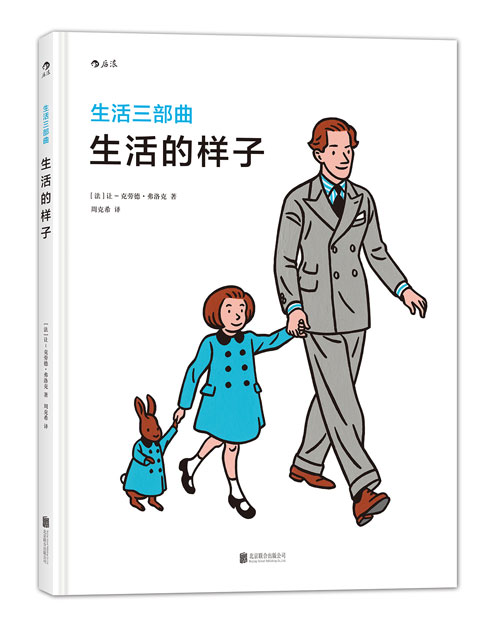 后浪
生活三部曲
生活的样子
[法]让-克劳德·弗洛克 著
周克希 译
北京联合出版公司
后浪
生活三部曲
生活的样子
[法]让-克劳德·弗洛克 著 周克希 译